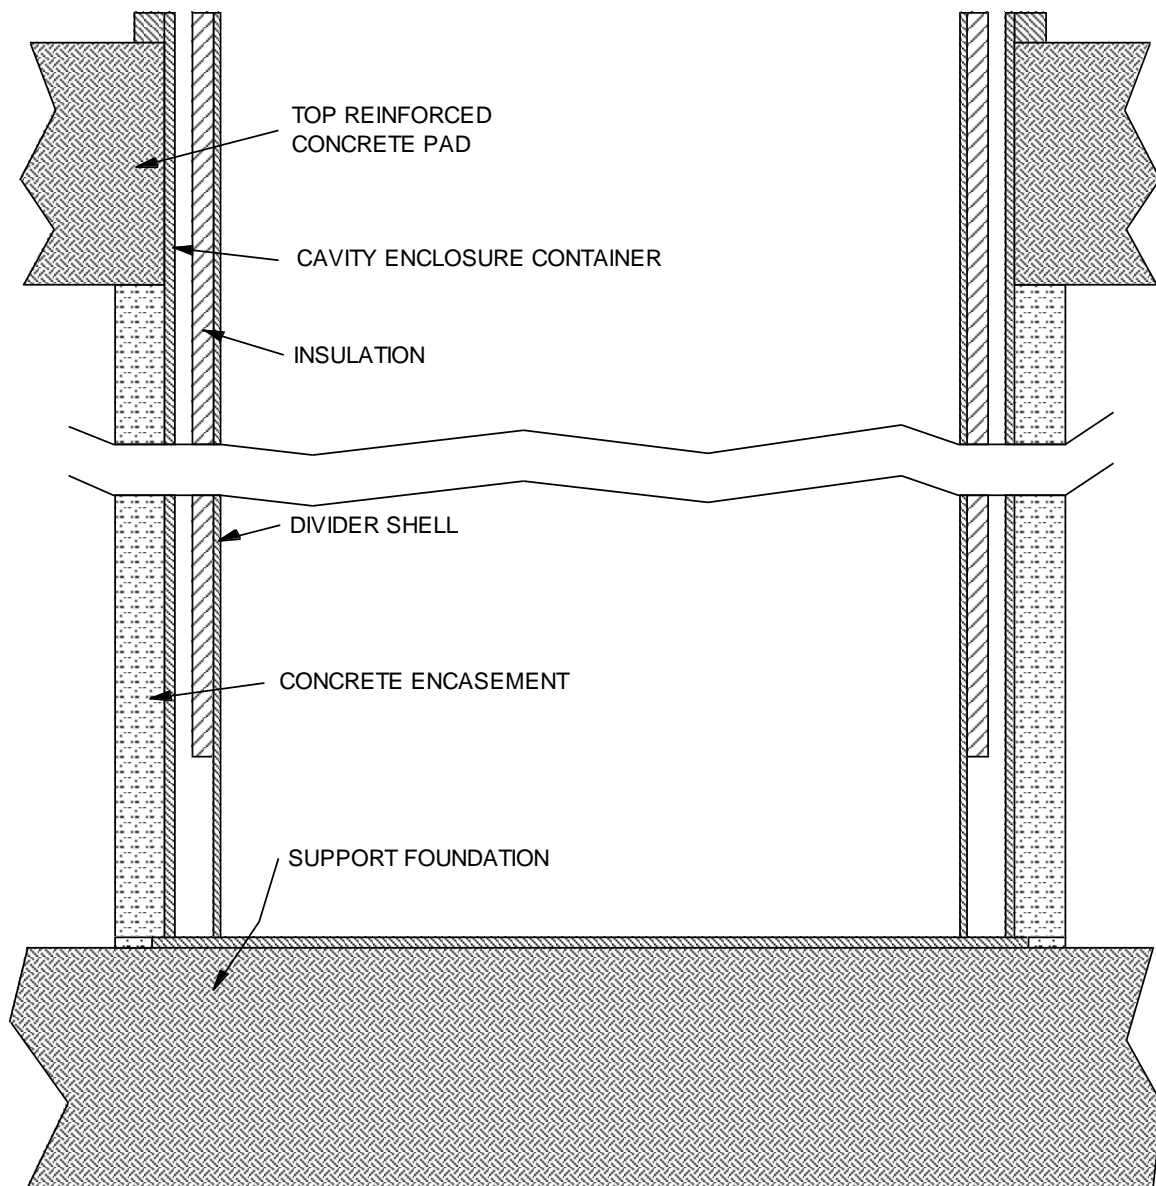 TOP REINFORCED
CONCRETE PAD
CAVITY ENCLOSURE CONTAINER
INSULATION
DIVIDER SHELL
CONCRETE ENCASEMENT
SUPPORT FOUNDATION